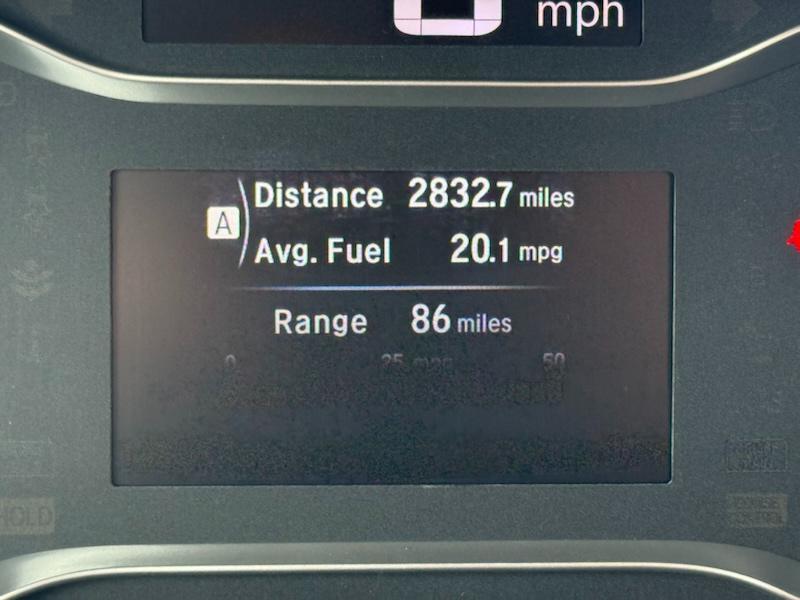 mph
Distance 2832.7 miles
A
Avg. Fuel 20.1 mpg
Range 86 miles
0 25 mpg 50
HOLD